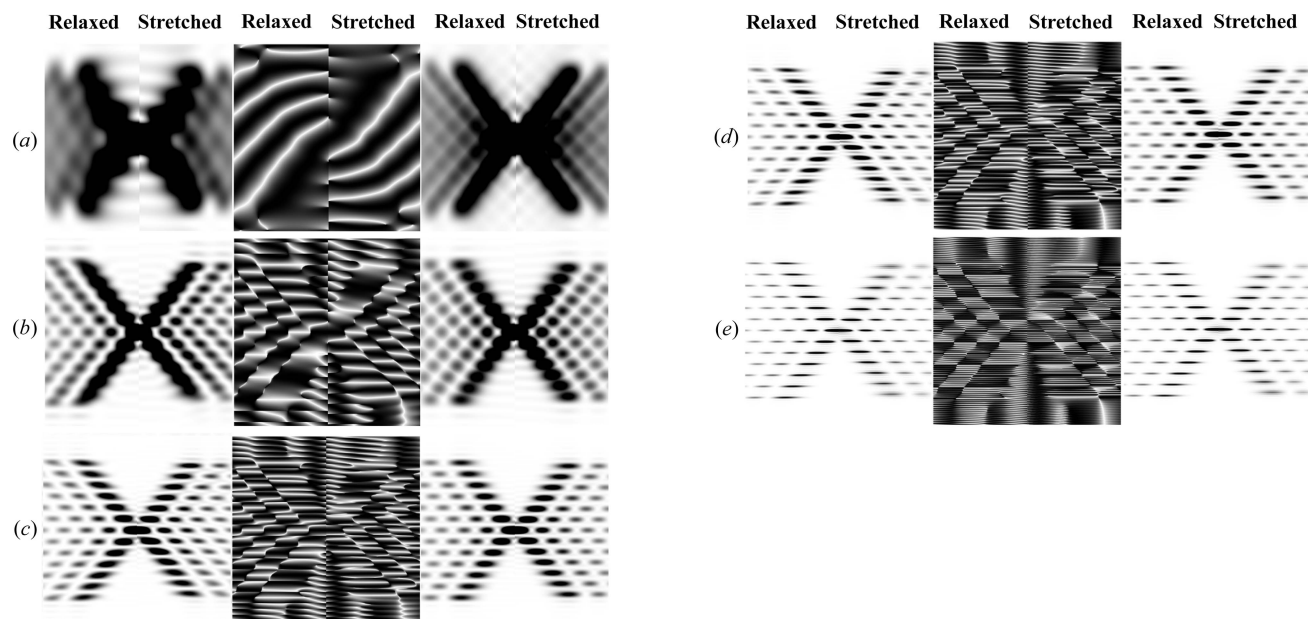 Relaxed Stretched Relaxed Stretched Relaxed Stretched
(a)
(b)
(c)
Relaxed Stretched Relaxed Stretched Relaxed Stretched
(d)
(e)